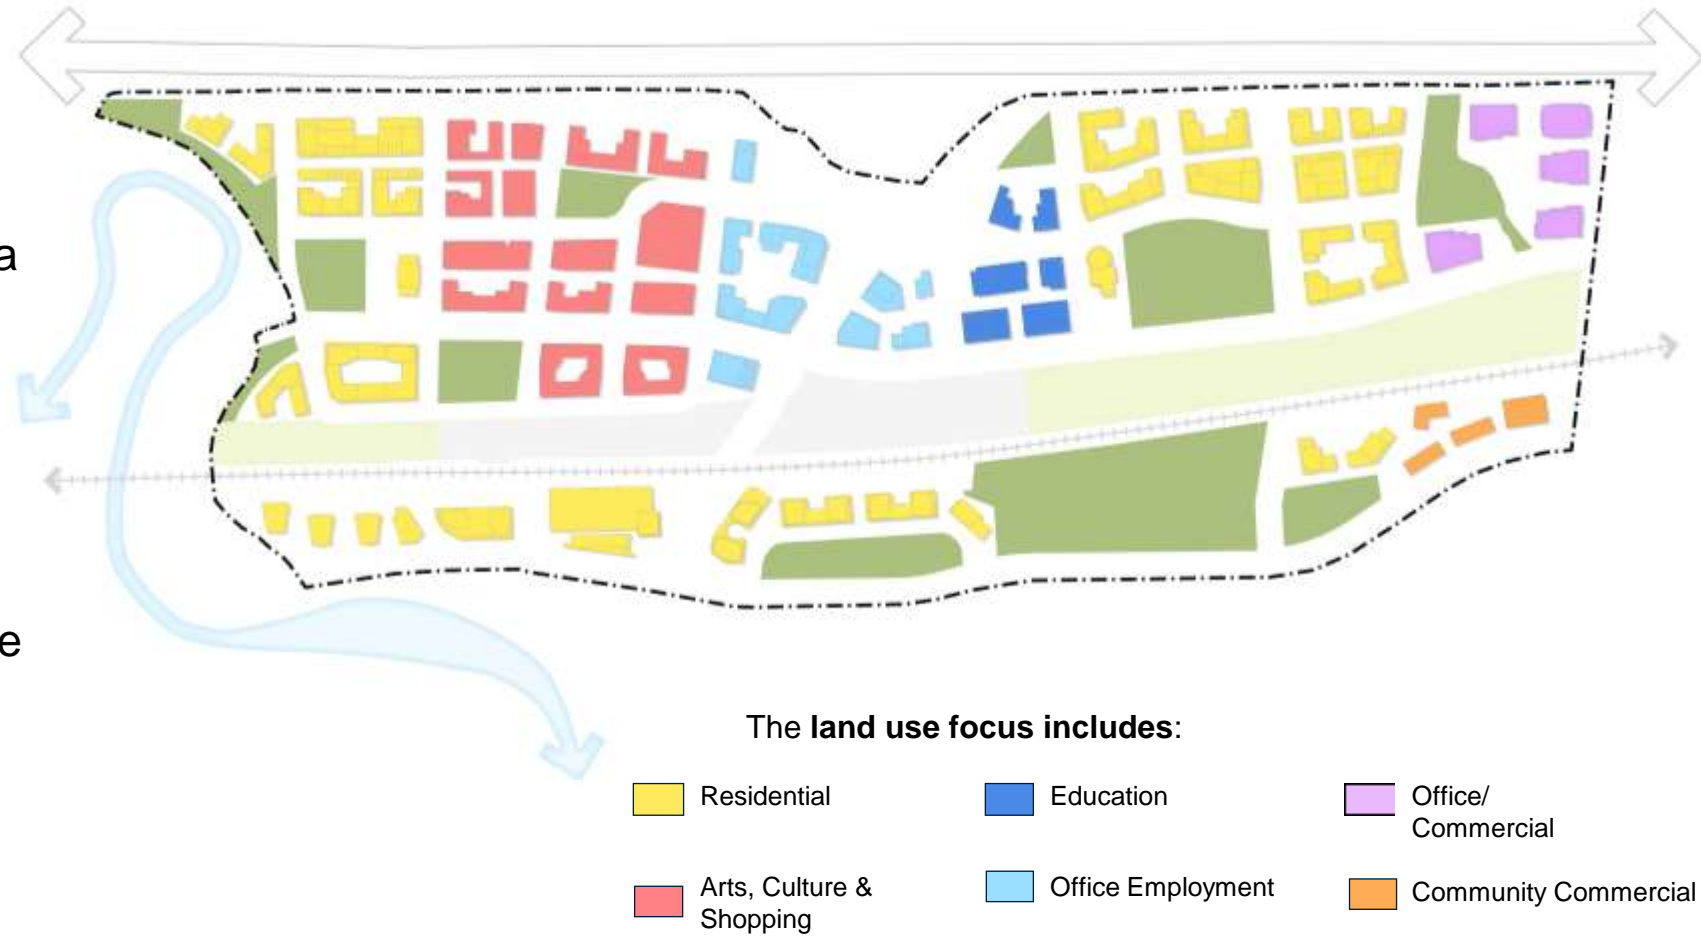 a
e
The land use focus includes:
Residential
Education
Office/
Commercial
Arts, Culture &
Shopping
Office Employment
Community Commercial